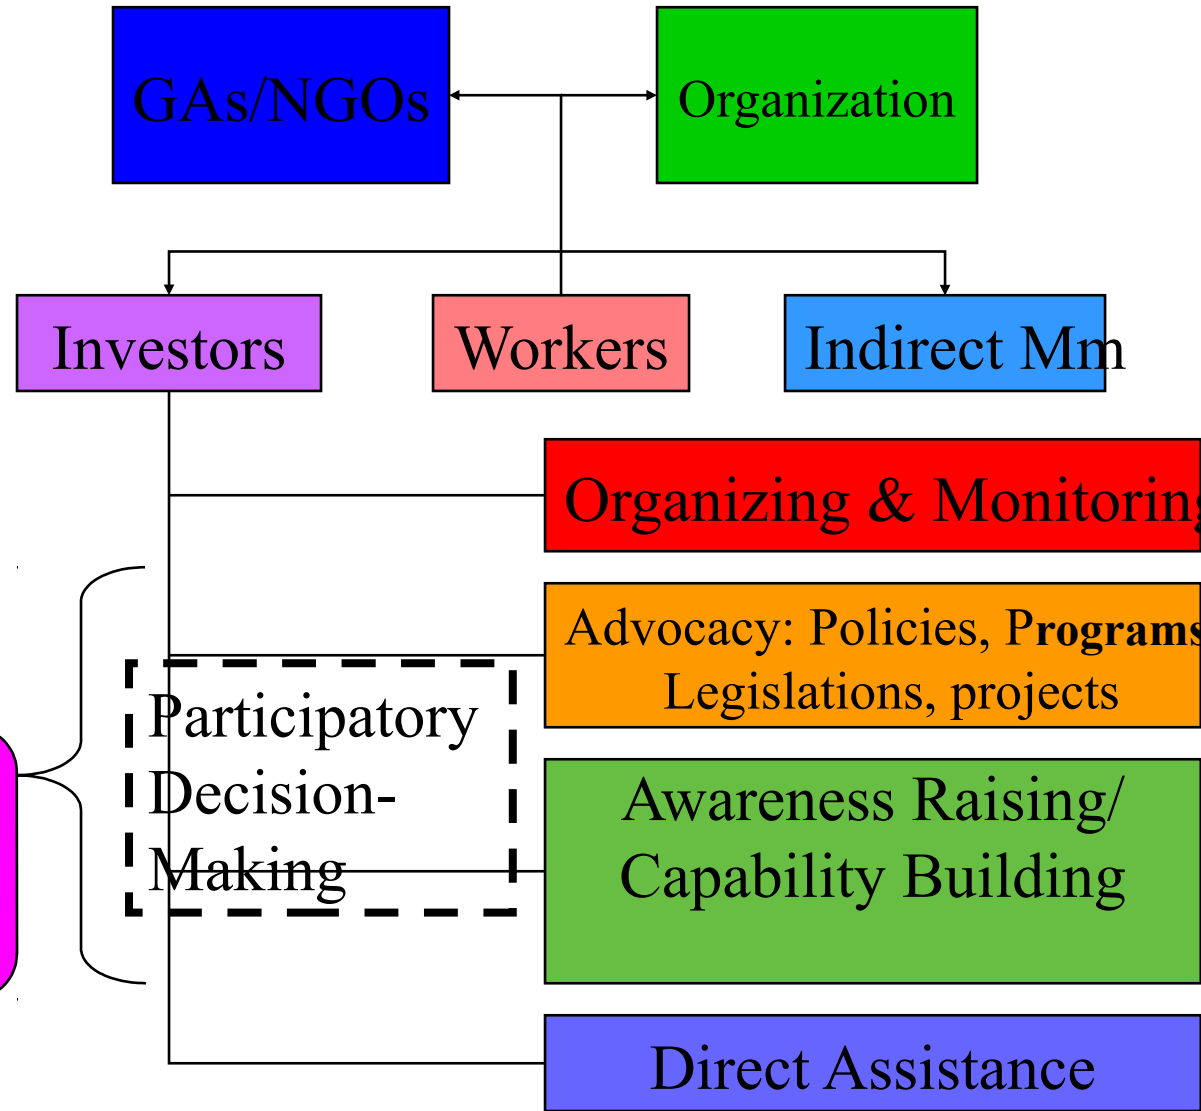 GAs/NGOs
Organization
Investors
Workers
Indirect Mm
Organizing & Monitoring
Advocacy: Policies, Programs
Legislations, projects
Participatory
Decision-
Making
Awareness Raising/
Capability Building
Direct Assistance